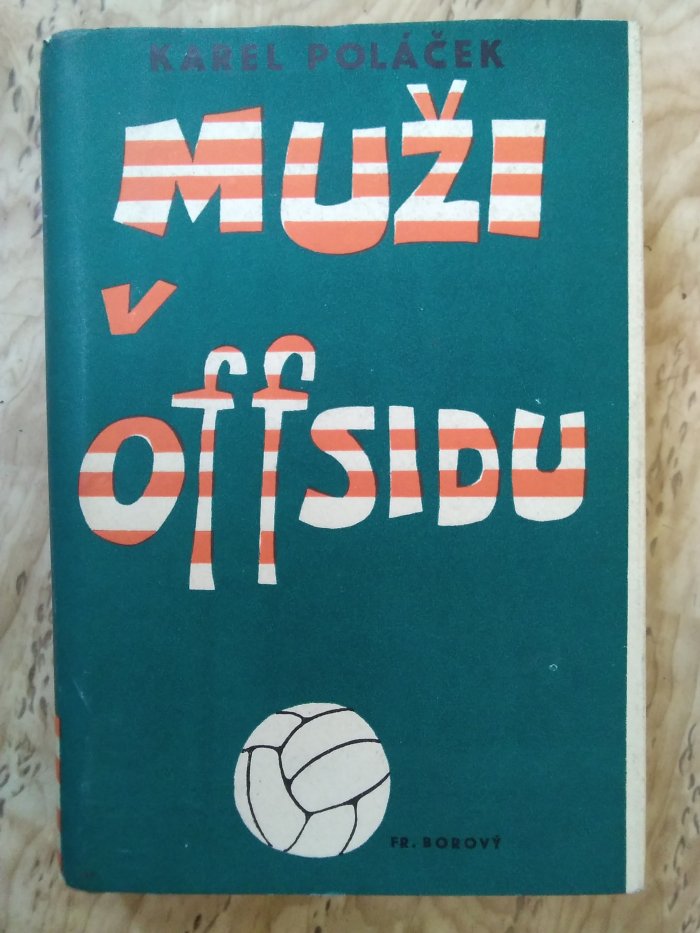 KAREL POLÁČEK
MUŽI
v
OffSIDU
FR. BOROVÝ